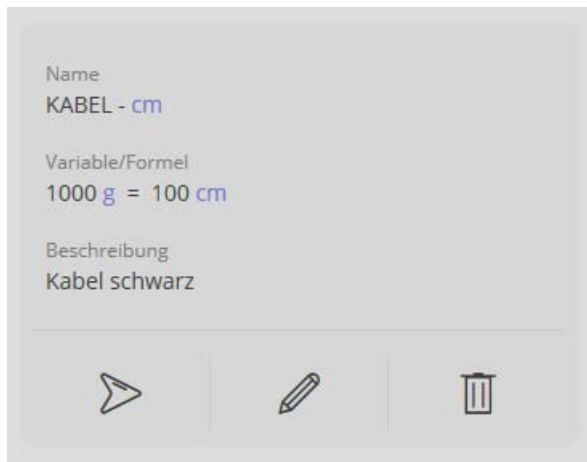 Name
KABEL - cm
Variable/Formel
1000 g = 100 cm
Beschreibung
Kabel schwarz